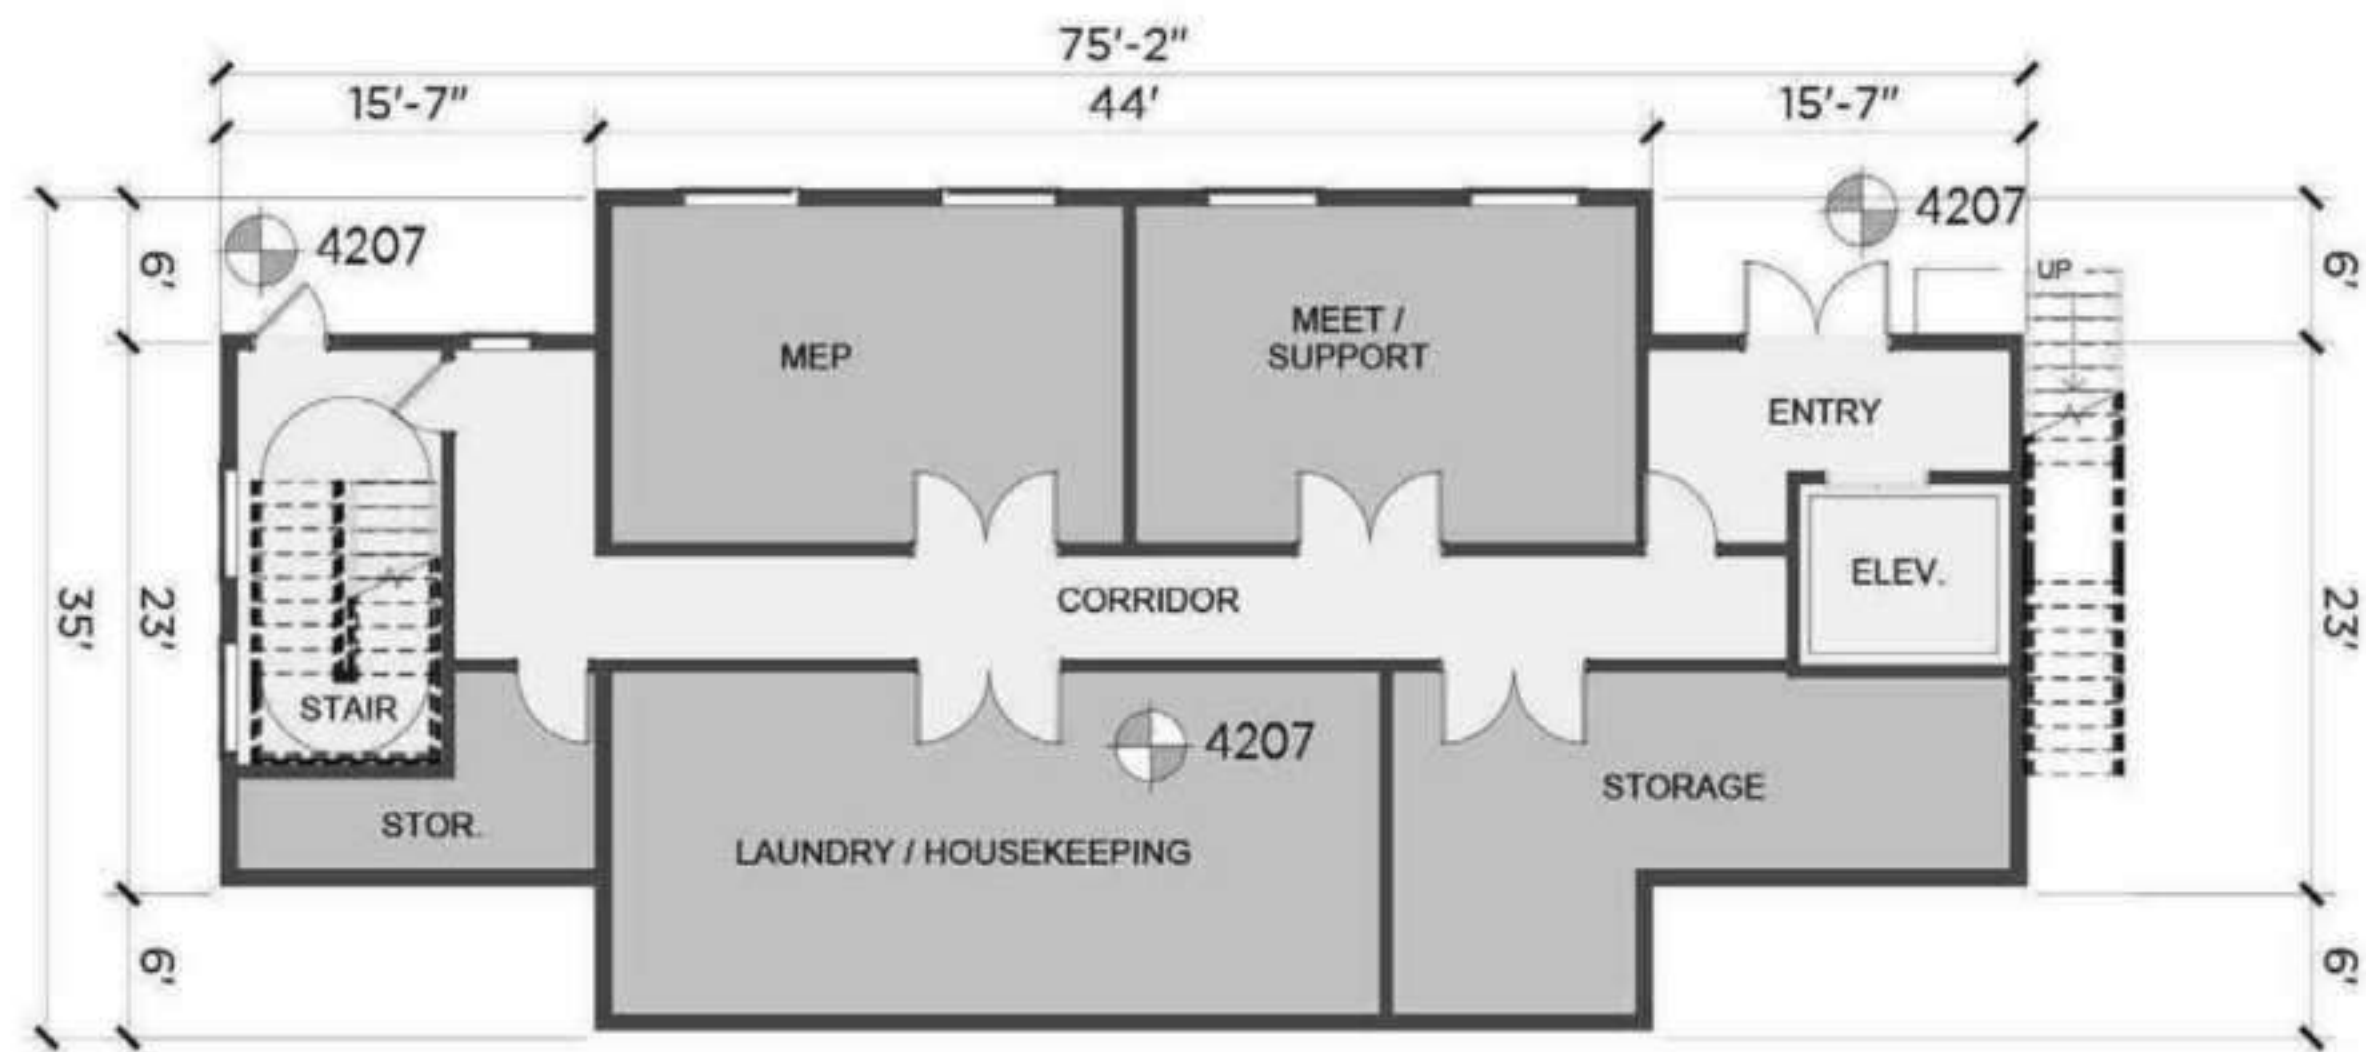 75'-2"
15'-7"
44'
15'-7"
4207
4207
6'
6'
UP
MEP
MEET /
SUPPORT
ENTRY
35'
23'
CORRIDOR
ELEV.
23'
STAIR
4207
STOR.
LAUNDRY / HOUSEKEEPING
STORAGE
6'
6'